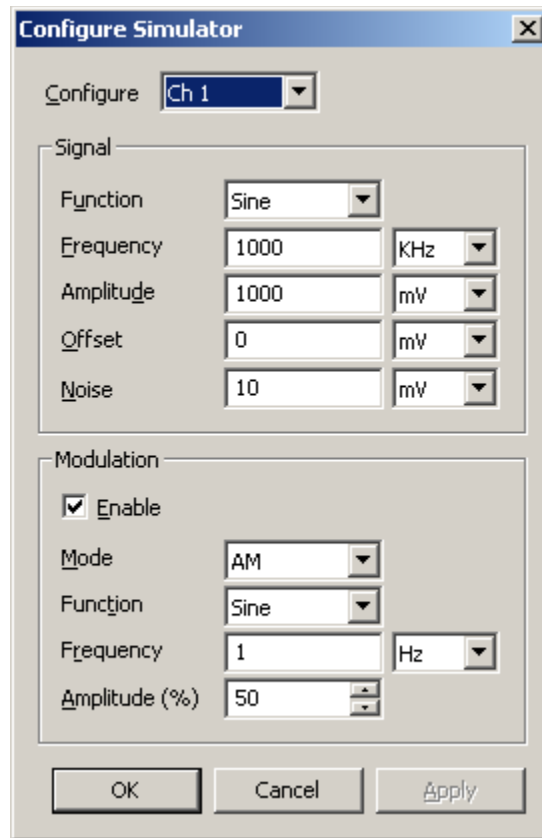 Configure Simulator
Configure Ch 1
Signal
Function Sine
Frequency 1000 KHz
Amplitude 1000 mV
Offset 0 mV
Noise 10 mV
Modulation
Enable
Mode AM
Function Sine
Frequency 1 Hz
Amplitude (%) 50
OK Cancel Apply